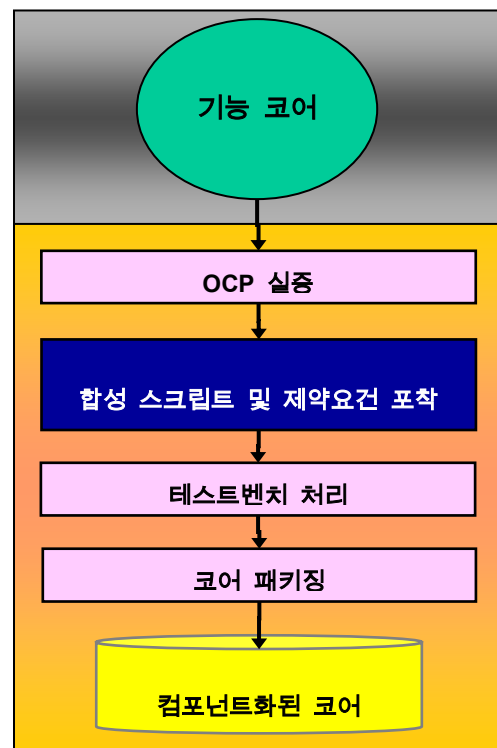 기능 코어
OCP 실증
합성 스크립트 및 제약요건 포착
테스트벤치 처리
코어 패키징
컴포넌트화된 코어